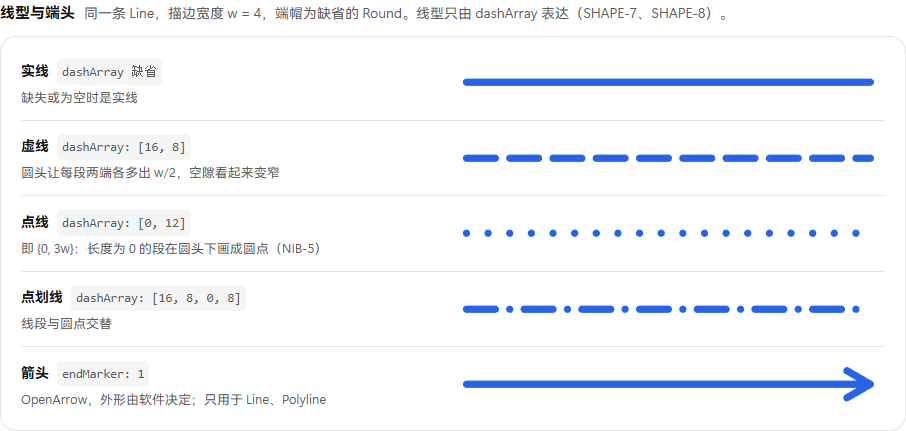 线型与端头 同一条 Line，描边宽度 w = 4，端帽为缺省的 Round。线型只由 dashArray 表达（SHAPE-7、SHAPE-8）。
实线 dashArray 缺省
缺失或为空时是实线
虚线 dashArray: [16, 8]
圆头让每段两端各多出 w/2，空隙看起来变窄
点线 dashArray: [0, 12]
即 {0, 3w}：长度为 0 的段在圆头下画成圆点（NIB-5）
点划线 dashArray: [16, 8, 0, 8]
线段与圆点交替
箭头 endMarker: 1
OpenArrow，外形由软件决定；只用于 Line、Polyline